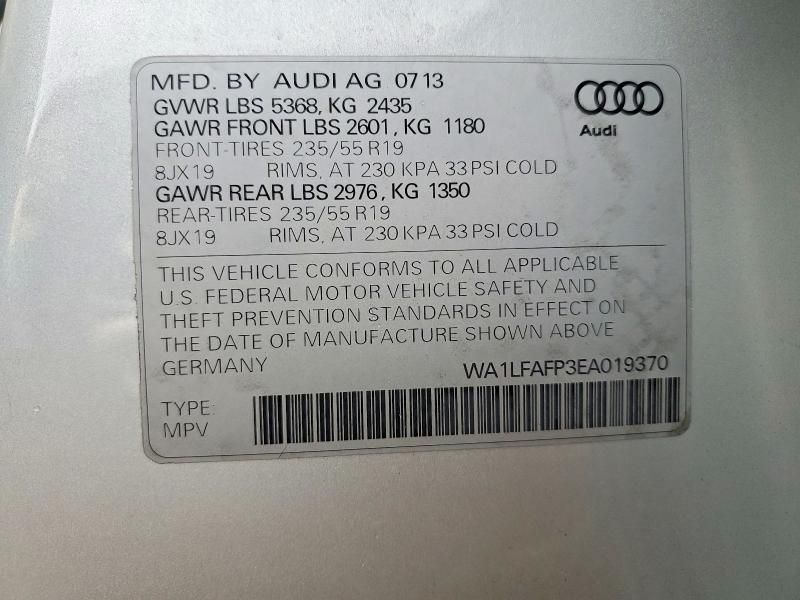 MFD. BY AUDI AG 07 13
GVWR LBS 5368, KG 2435
GAWR FRONT LBS 2601, KG 1180
FRONT-TIRES 235/55 R19
8JX19 RIMS, AT 230 KPA 33 PSI COLD
GAWR REAR LBS 2976, KG 1350
REAR-TIRES 235/55 R19
8JX19 RIMS, AT 230 KPA 33 PSI COLD
Audi
THIS VEHICLE CONFORMS TO ALL APPLICABLE
U.S. FEDERAL MOTOR VEHICLE SAFETY AND
THEFT PREVENTION STANDARDS IN EFFECT ON
THE DATE OF MANUFACTURE SHOWN ABOVE
GERMANY WA1LFAFP3EA019370
TYPE:
MPV